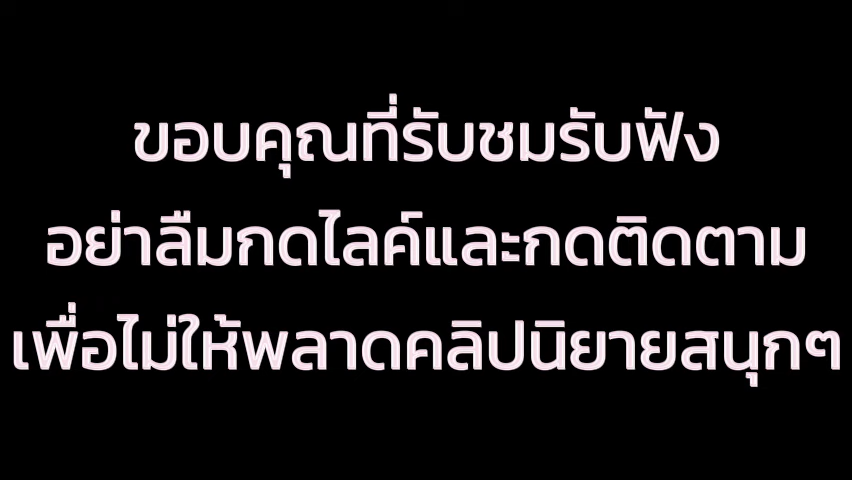 ขอบคุณที่รับชมรับฟัง
อย่าลืมกดไลค์และกดติดตาม
เพื่อไม่ให้พลาดคลิปนิยายสนุกๆ